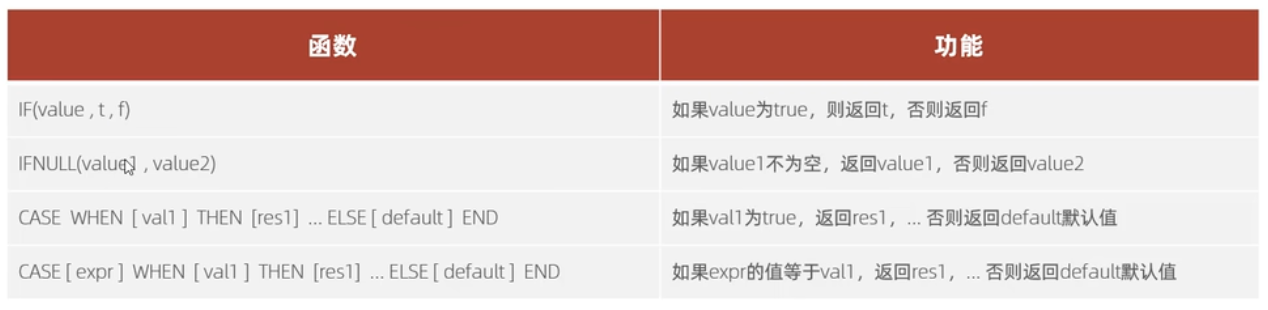 函数 功能
IF(value , t , f) 如果value为true，则返回t，否则返回f
IFNULL(value1 , value2) 如果value1不为空，返回value1，否则返回value2
CASE WHEN [ val1 ] THEN [res1] ... ELSE [ default ] END 如果val1为true，返回res1，... 否则返回default默认值
CASE [ expr ] WHEN [ val1 ] THEN [res1] ... ELSE [ default ] END 如果expr的值等于val1，返回res1，... 否则返回default默认值